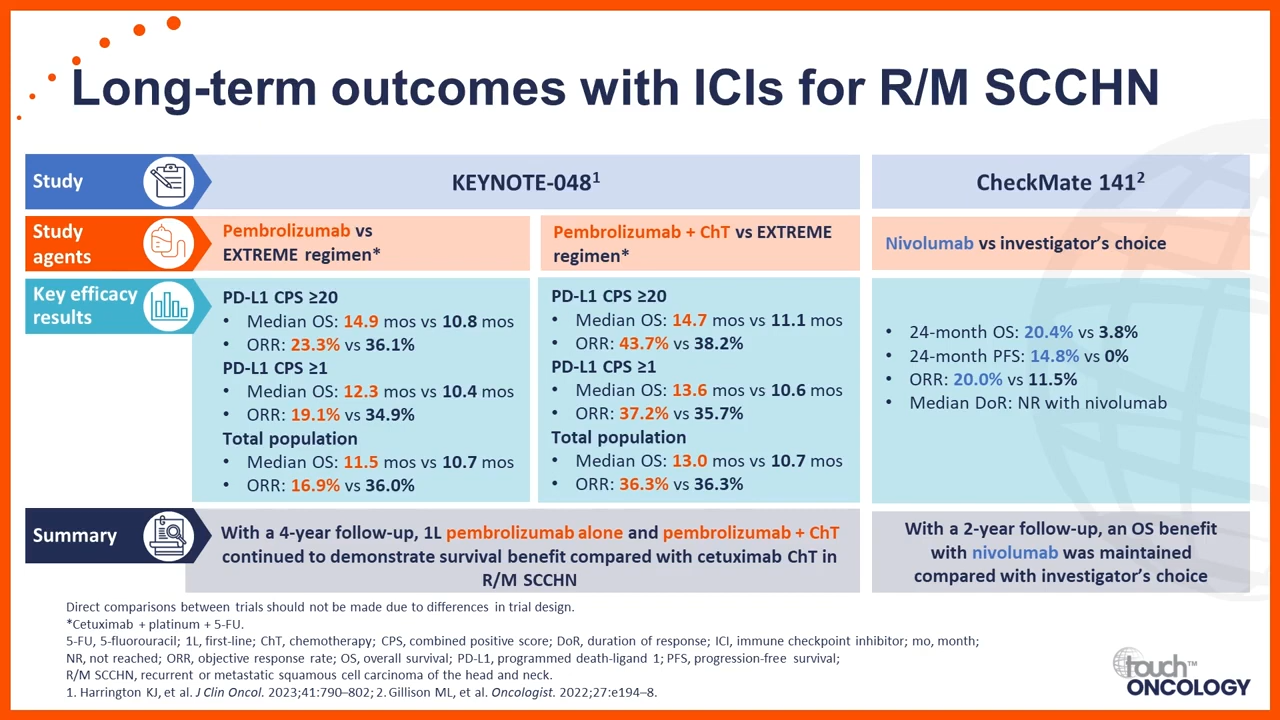 Long-term outcomes with ICIs for R/M SCCHN
Study
KEYNOTE-048¹
CheckMate 141²
Study
agents
Pembrolizumab vs
EXTREME regimen*
Pembrolizumab + ChT vs EXTREME
regimen*
Nivolumab vs investigator's choice
Key efficacy
results
PD-L1 CPS ≥20
• Median OS: 14.9 mos vs 10.8 mos
• ORR: 23.3% vs 36.1%
PD-L1 CPS ≥1
• Median OS: 12.3 mos vs 10.4 mos
• ORR: 19.1% vs 34.9%
Total population
• Median OS: 11.5 mos vs 10.7 mos
• ORR: 16.9% vs 36.0%
PD-L1 CPS ≥20
• Median OS: 14.7 mos vs 11.1 mos
• ORR: 43.7% vs 38.2%
PD-L1 CPS ≥1
• Median OS: 13.6 mos vs 10.6 mos
• ORR: 37.2% vs 35.7%
Total population
• Median OS: 13.0 mos vs 10.7 mos
• ORR: 36.3% vs 36.3%
• 24-month OS: 20.4% vs 3.8%
• 24-month PFS: 14.8% vs 0%
• ORR: 20.0% vs 11.5%
• Median DoR: NR with nivolumab
Summary
With a 4-year follow-up, 1L pembrolizumab alone and pembrolizumab + ChT
continued to demonstrate survival benefit compared with cetuximab ChT in
R/M SCCHN
With a 2-year follow-up, an OS benefit
with nivolumab was maintained
compared with investigator's choice
Direct comparisons between trials should not be made due to differences in trial design.
*Cetuximab + platinum + 5-FU.
5-FU, 5-fluorouracil; 1L, first-line; ChT, chemotherapy; CPS, combined positive score; DoR, duration of response; ICI, immune checkpoint inhibitor; mo, month;
NR, not reached; ORR, objective response rate; OS, overall survival; PD-L1, programmed death-ligand 1; PFS, progression-free survival;
R/M SCCHN, recurrent or metastatic squamous cell carcinoma of the head and neck.
1. Harrington KJ, et al. J Clin Oncol. 2023;41:790–802; 2. Gillison ML, et al. Oncologist. 2022;27:e194–8.
touch™
ONCOLOGY